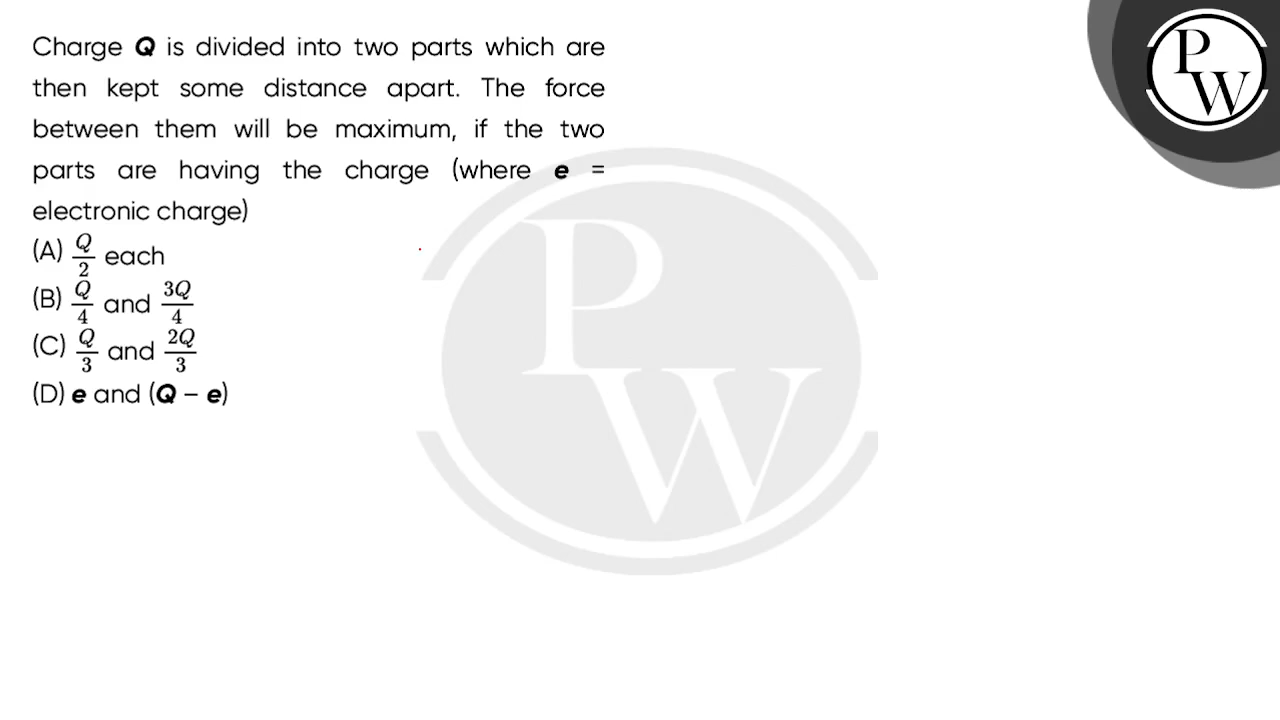 Charge Q is divided into two parts which are
then kept some distance apart. The force
between them will be maximum, if the two
parts are having the charge (where e =
electronic charge)
(A) Q/2 each
(B) Q/4 and 3Q/4
(C) Q/3 and 2Q/3
(D) e and (Q – e)
PW
PW